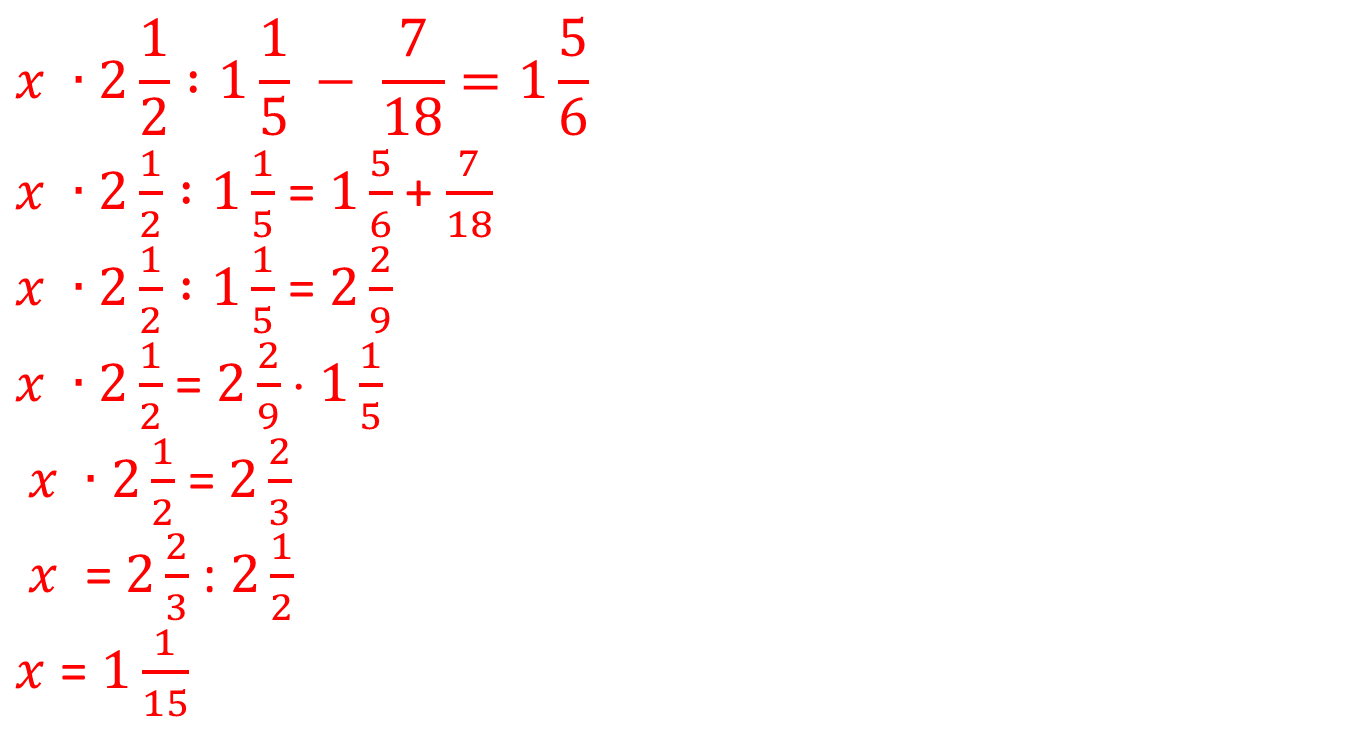 x · 2 1/2 : 1 1/5 − 7/18 = 1 5/6
x · 2 1/2 : 1 1/5 = 1 5/6 + 7/18
x · 2 1/2 : 1 1/5 = 2 2/9
x · 2 1/2 = 2 2/9 · 1 1/5
x · 2 1/2 = 2 2/3
x = 2 2/3 : 2 1/2
x = 1 1/15